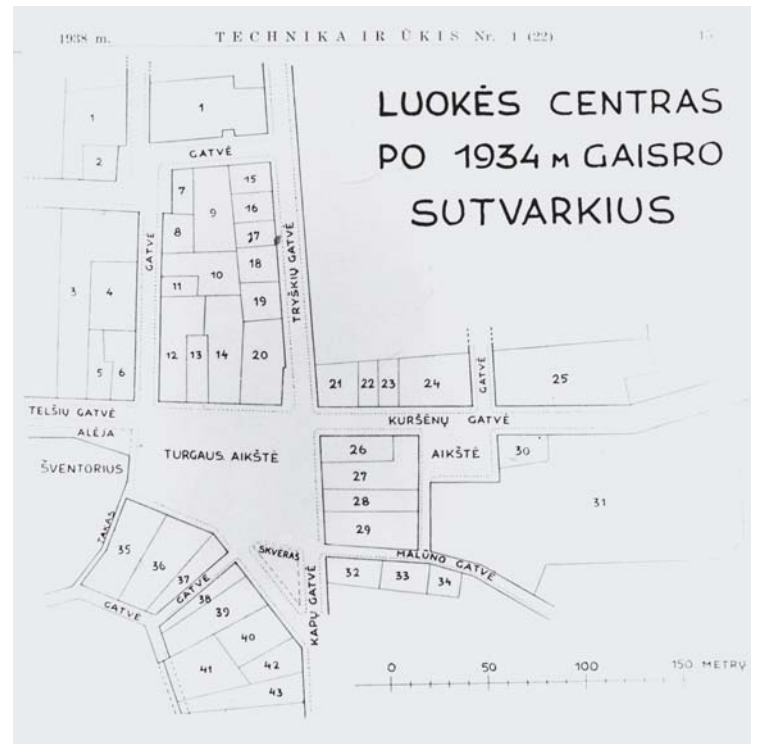 1938 m.
TECHNIKA IR ŪKIS Nr. 1 (22)
LUOKĖS CENTRAS
PO 1934 M GAISRO
SUTVARKIUS
1
1
2
GATVĖ
7
8
9
15
16
17
18
19
10
11
12
13
14
20
GATVĖ
TRYŠKIŲ GATVĖ
3
4
5
6
21
22
23
24
GATVĖ
25
TELŠIŲ GATVĖ
ALĖJA
KURŠĖNŲ GATVĖ
ŠVENTORIUS
TURGAUS AIKŠTĖ
26
27
28
29
AIKŠTĖ
30
31
TAKAS
35
36
37
SKVERAS
MALŪNO GATVĖ
32
33
34
GATVĖ
GATVĖ
38
39
40
41
42
43
KAPŲ GATVĖ
0 50 100 150 METRŲ